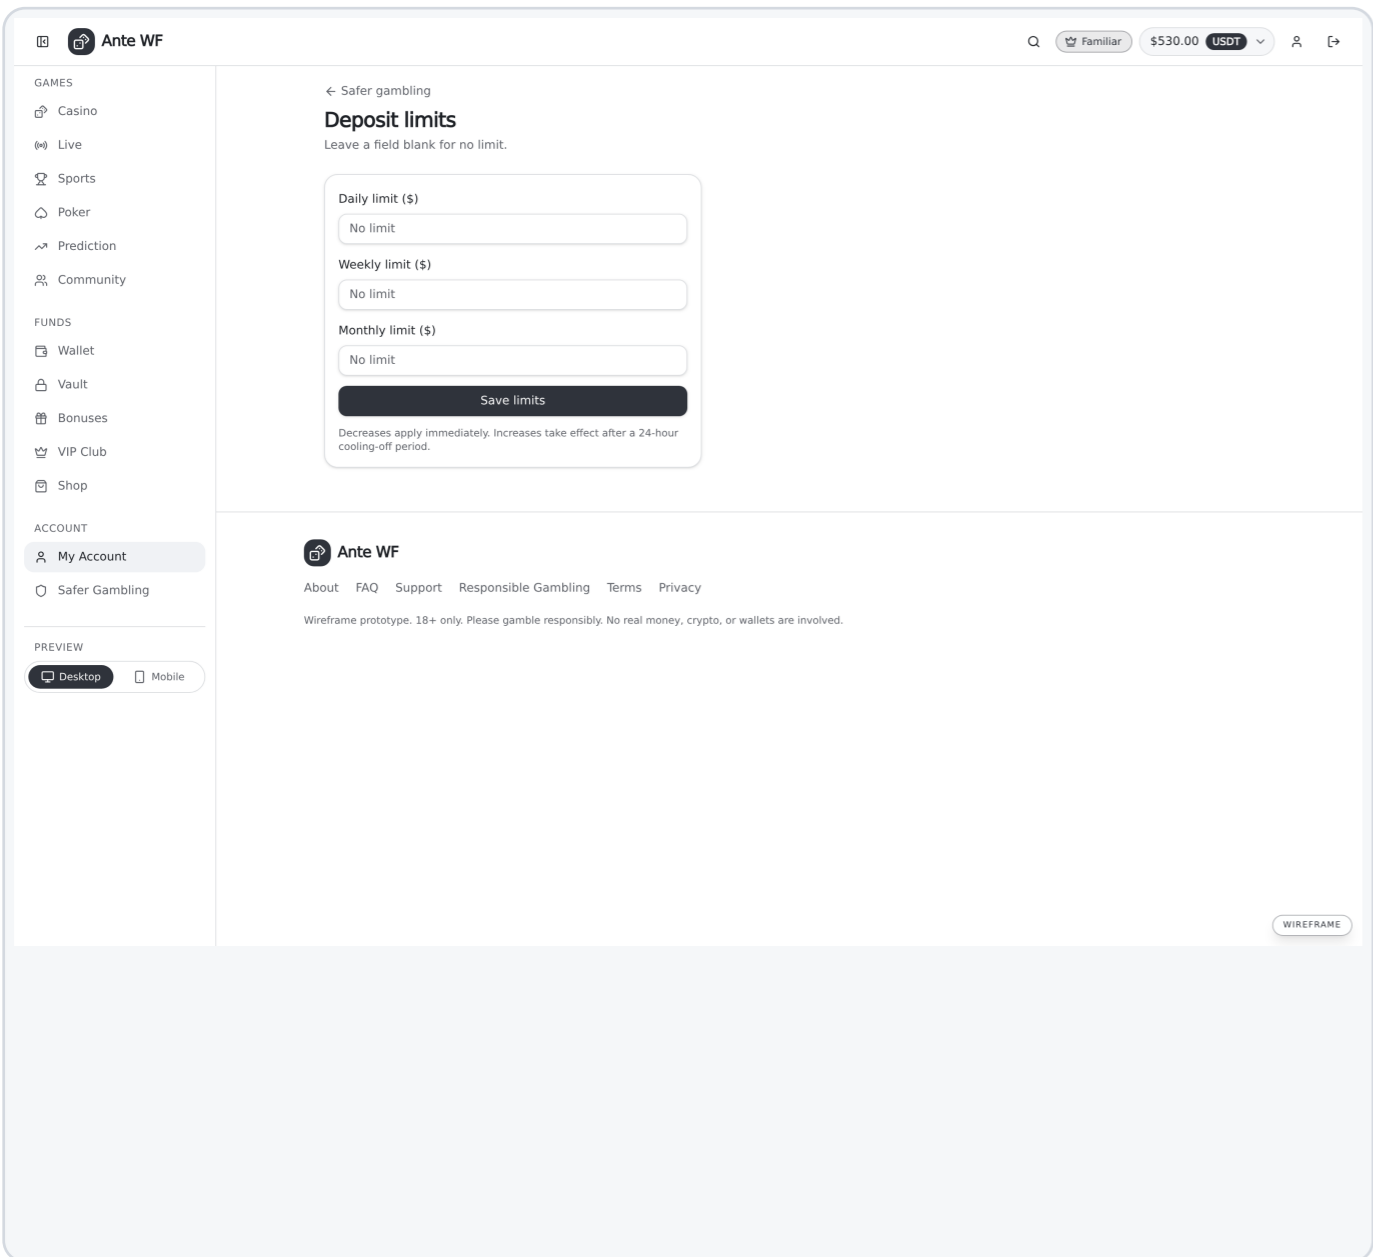 Ante WF
Familiar
$530.00 USDT
GAMES
Casino
Live
Sports
Poker
Prediction
Community
FUNDS
Wallet
Vault
Bonuses
VIP Club
Shop
ACCOUNT
My Account
Safer Gambling
PREVIEW
Desktop Mobile
Safer gambling
Deposit limits
Leave a field blank for no limit.
Daily limit ($)
No limit
Weekly limit ($)
No limit
Monthly limit ($)
No limit
Save limits
Decreases apply immediately. Increases take effect after a 24-hour
cooling-off period.
Ante WF
About FAQ Support Responsible Gambling Terms Privacy
Wireframe prototype. 18+ only. Please gamble responsibly. No real money, crypto, or wallets are involved.
WIREFRAME